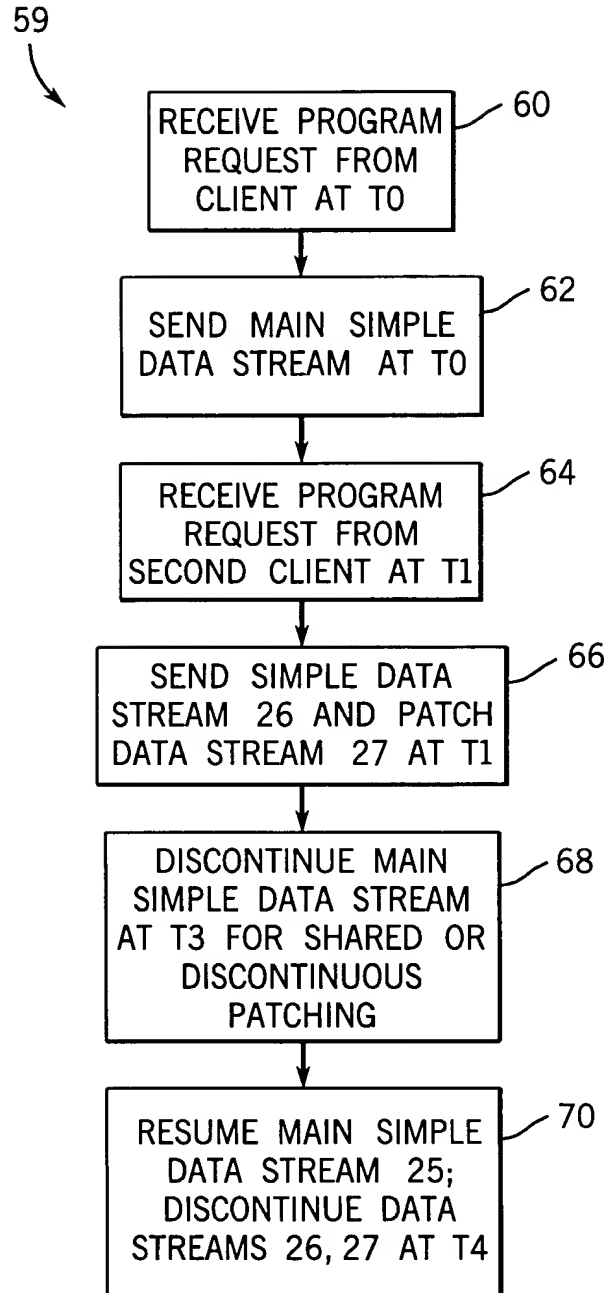 59
60
RECEIVE PROGRAM
REQUEST FROM
CLIENT AT T0
62
SEND MAIN SIMPLE
DATA STREAM AT T0
64
RECEIVE PROGRAM
REQUEST FROM
SECOND CLIENT AT T1
66
SEND SIMPLE DATA
STREAM 26 AND PATCH
DATA STREAM 27 AT T1
68
DISCONTINUE MAIN
SIMPLE DATA STREAM
AT T3 FOR SHARED OR
DISCONTINUOUS
PATCHING
70
RESUME MAIN SIMPLE
DATA STREAM 25;
DISCONTINUE DATA
STREAMS 26, 27 AT T4